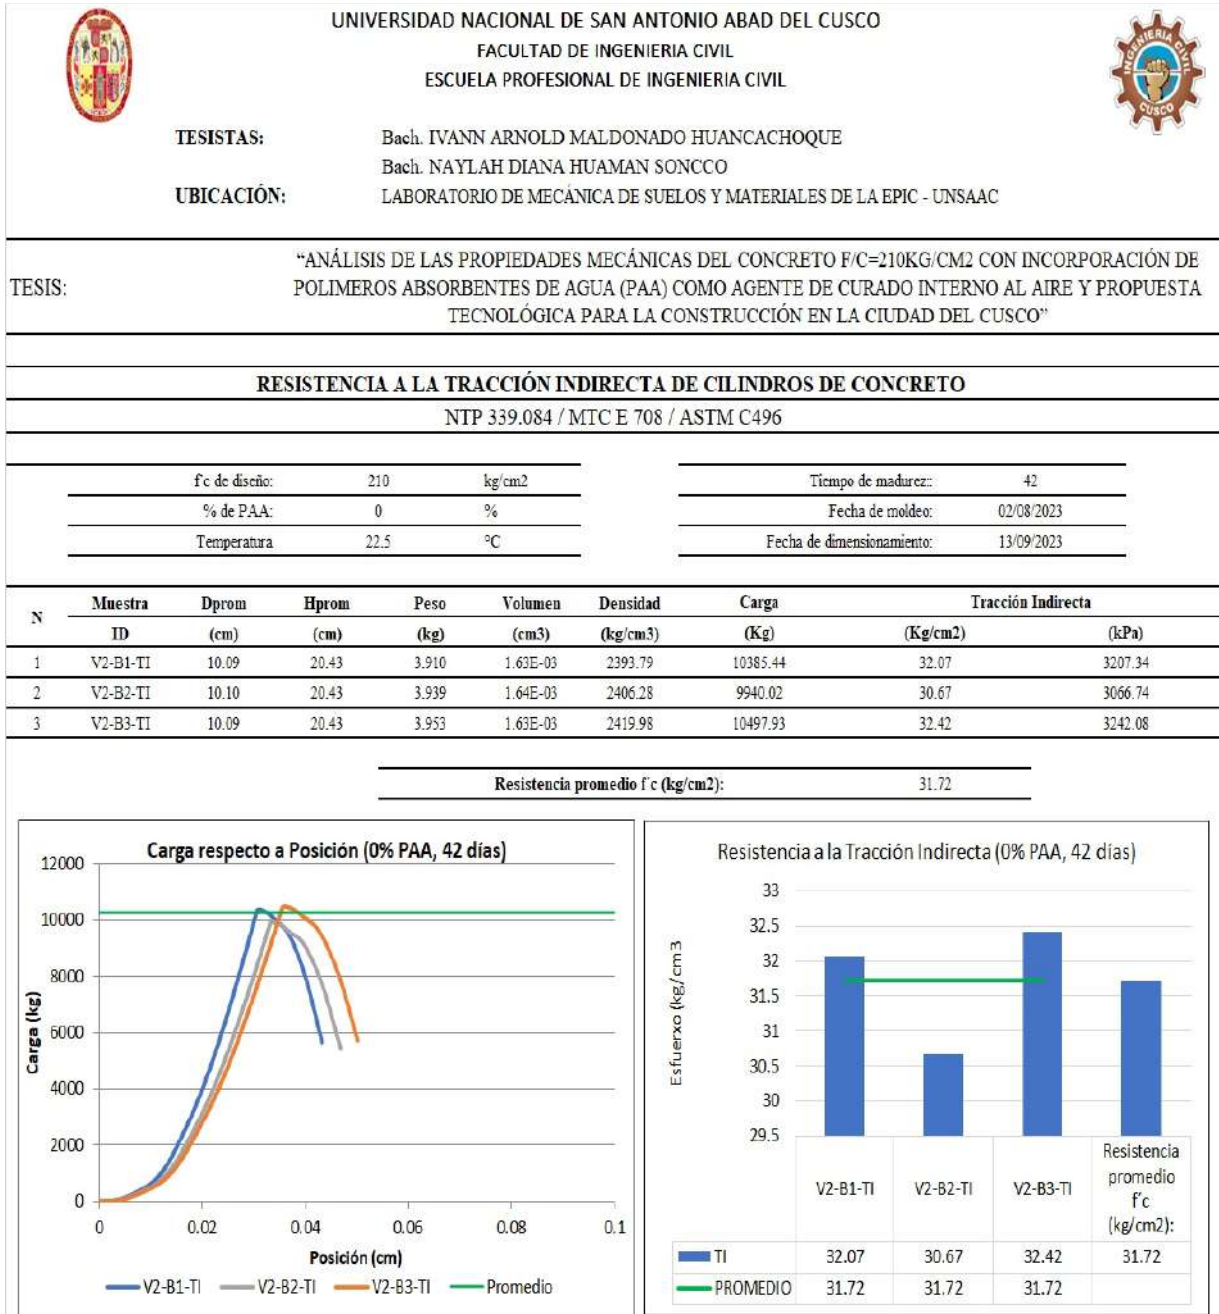 UNIVERSIDAD NACIONAL DE SAN ANTONIO ABAD DEL CUSCO
FACULTAD DE INGENIERIA CIVIL
ESCUELA PROFESIONAL DE INGENIERIA CIVIL
INGENIERIA CIVIL
CUSCO
TESISTAS: Bach. IVANN ARNOLD MALDONADO HUANCACHOQUE
Bach. NAYLAH DIANA HUAMAN SONCCO
UBICACIÓN: LABORATORIO DE MECÁNICA DE SUELOS Y MATERIALES DE LA EPIC - UNSAAC
TESIS: “ANÁLISIS DE LAS PROPIEDADES MECÁNICAS DEL CONCRETO F/C=210KG/CM2 CON INCORPORACIÓN DE
POLIMEROS ABSORBENTES DE AGUA (PAA) COMO AGENTE DE CURADO INTERNO AL AIRE Y PROPUESTA
TECNOLÓGICA PARA LA CONSTRUCCIÓN EN LA CIUDAD DEL CUSCO”
RESISTENCIA A LA TRACCIÓN INDIRECTA DE CILINDROS DE CONCRETO
NTP 339.084 / MTC E 708 / ASTM C496
f'c de diseño: 210 kg/cm2 Tiempo de madurez:: 42
% de PAA: 0 % Fecha de moldeo: 02/08/2023
Temperatura 22.5 °C Fecha de dimensionamiento: 13/09/2023
N Muestra Dprom Hprom Peso Volumen Densidad Carga Tracción Indirecta
ID (cm) (cm) (kg) (cm3) (kg/cm3) (Kg) (Kg/cm2) (kPa)
1 V2-B1-TI 10.09 20.43 3.910 1.63E-03 2393.79 10385.44 32.07 3207.34
2 V2-B2-TI 10.10 20.43 3.939 1.64E-03 2406.28 9940.02 30.67 3066.74
3 V2-B3-TI 10.09 20.43 3.953 1.63E-03 2419.98 10497.93 32.42 3242.08
Resistencia promedio f´c (kg/cm2): 31.72
Carga respecto a Posición (0% PAA, 42 días)
12000
10000
8000
6000
4000
2000
0
Carga (kg)
0 0.02 0.04 0.06 0.08 0.1
Posición (cm)
V2-B1-TI V2-B2-TI V2-B3-TI Promedio
Resistencia a la Tracción Indirecta (0% PAA, 42 días)
33
32.5
32
31.5
31
30.5
30
29.5
Esfuerxo (kg/cm3
V2-B1-TI V2-B2-TI V2-B3-TI Resistencia
promedio
f´c
(kg/cm2):
TI 32.07 30.67 32.42 31.72
PROMEDIO 31.72 31.72 31.72